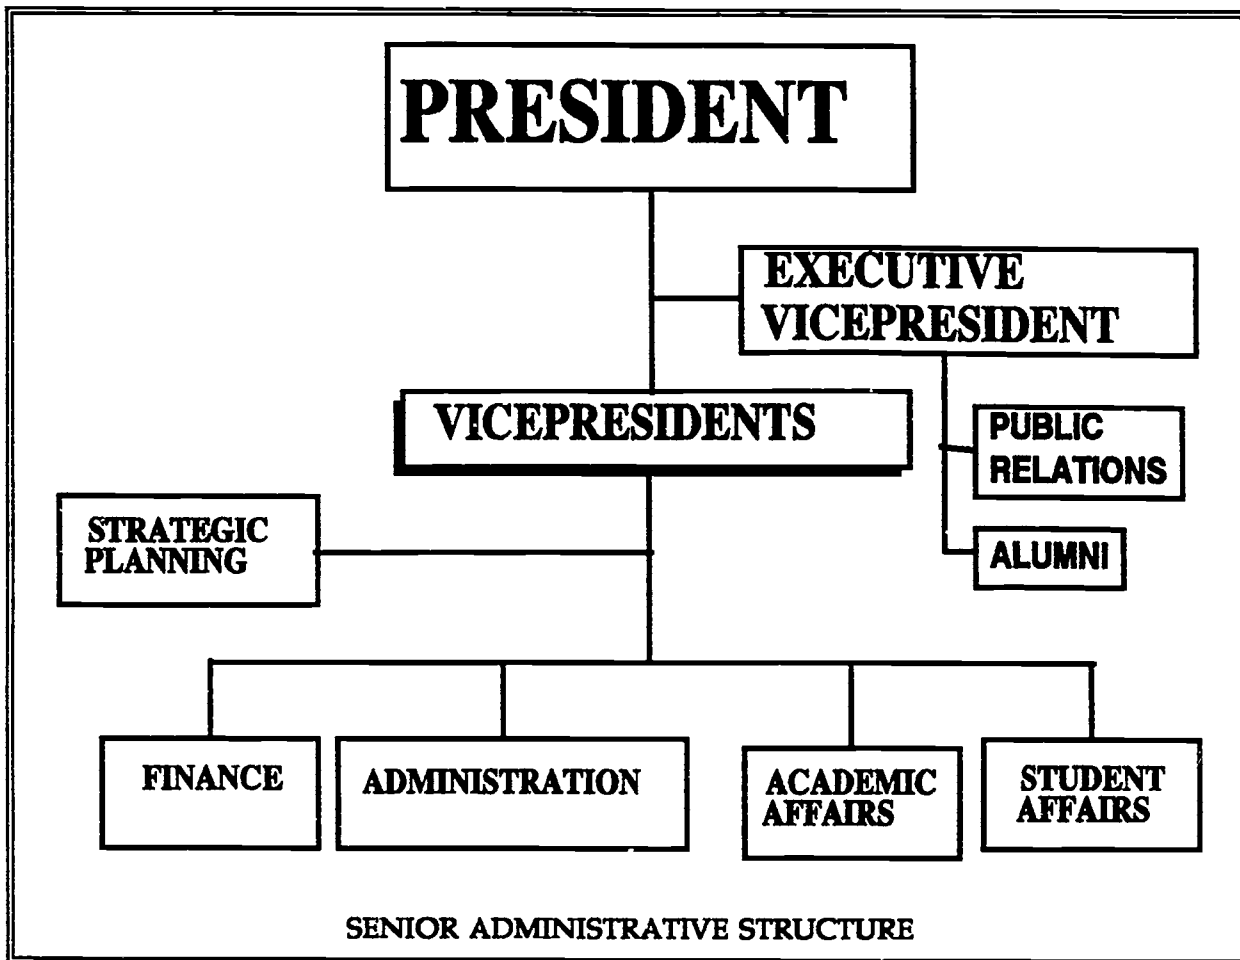 PRESIDENT
EXECUTIVE
VICEPRESIDENT
VICEPRESIDENTS
PUBLIC
RELATIONS
STRATEGIC
PLANNING
ALUMNI
FINANCE
ADMINISTRATION
ACADEMIC
AFFAIRS
STUDENT
AFFAIRS
SENIOR ADMINISTRATIVE STRUCTURE